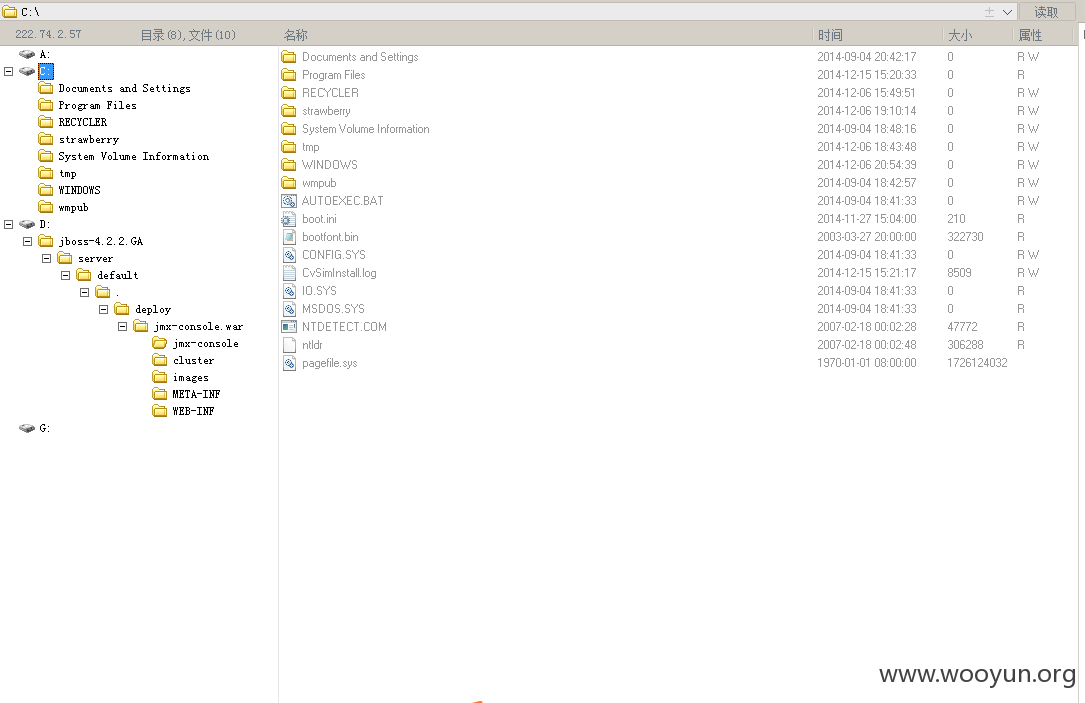 C:\ 读取
222.74.2.57 目录(8),文件(10) 名称 时间 大小 属性
A:
C:
Documents and Settings
Program Files
RECYCLER
strawberry
System Volume Information
tmp
WINDOWS
wmpub
D:
jboss-4.2.2.GA
server
default
.
deploy
jmx-console.war
jmx-console
cluster
images
META-INF
WEB-INF
G:
Documents and Settings 2014-09-04 20:42:17 0 R W
Program Files 2014-12-15 15:20:33 0 R
RECYCLER 2014-12-06 15:49:51 0 R W
strawberry 2014-12-06 19:10:14 0 R W
System Volume Information 2014-09-04 18:48:16 0 R W
tmp 2014-12-06 18:43:48 0 R W
WINDOWS 2014-12-06 20:54:39 0 R W
wmpub 2014-09-04 18:42:57 0 R W
AUTOEXEC.BAT 2014-09-04 18:41:33 0 R W
boot.ini 2014-11-27 15:04:00 210 R
bootfont.bin 2003-03-27 20:00:00 322730 R
CONFIG.SYS 2014-09-04 18:41:33 0 R W
CvSimInstall.log 2014-12-15 15:21:17 8509 R W
IO.SYS 2014-09-04 18:41:33 0 R
MSDOS.SYS 2014-09-04 18:41:33 0 R
NTDETECT.COM 2007-02-18 00:02:28 47772 R
ntldr 2007-02-18 00:02:48 306288 R
pagefile.sys 1970-01-01 08:00:00 1726124032
www.wooyun.org